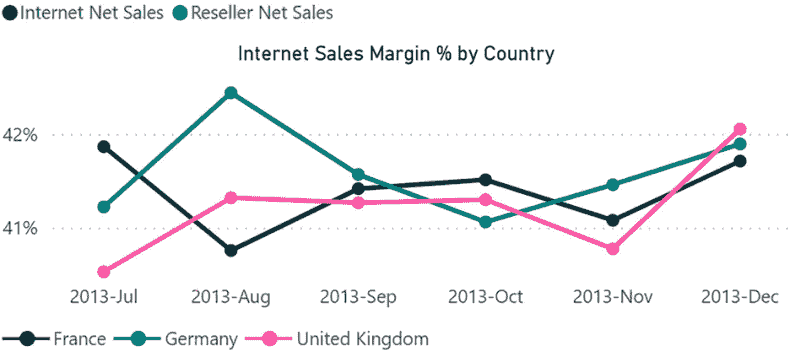 Internet Net Sales Reseller Net Sales
Internet Sales Margin % by Country
42%
41%
2013-Jul 2013-Aug 2013-Sep 2013-Oct 2013-Nov 2013-Dec
France Germany United Kingdom